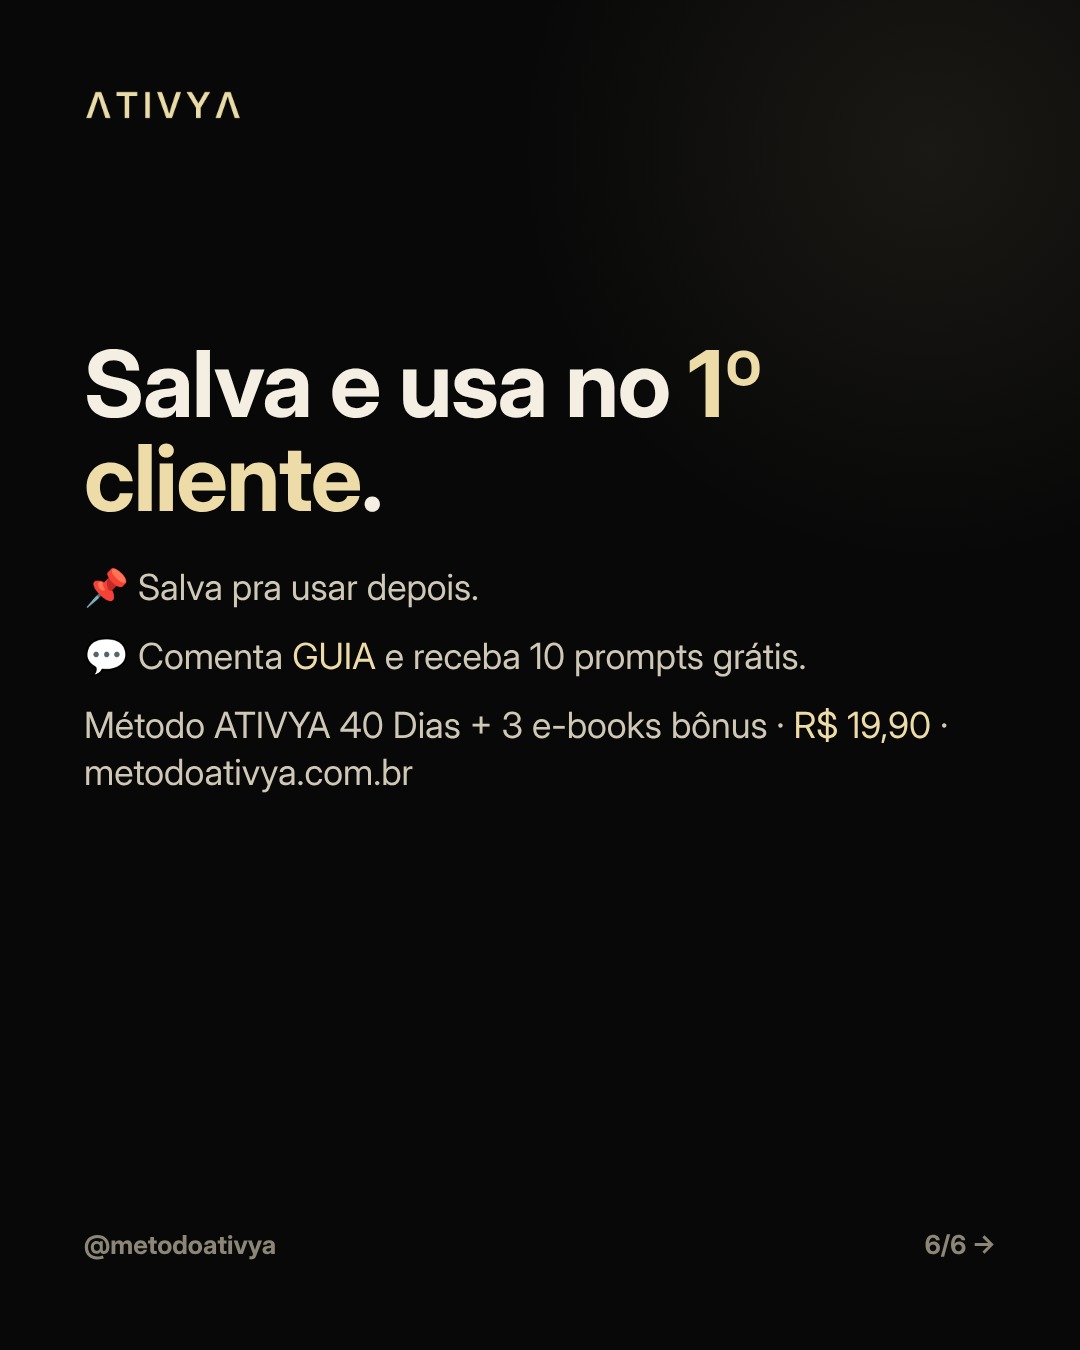 ATIVYA
Salva e usa no 1º
cliente.
📌 Salva pra usar depois.
💬 Comenta GUIA e receba 10 prompts grátis.
Método ATIVYA 40 Dias + 3 e-books bônus · R$ 19,90 ·
metodoativya.com.br
@metodoativya
6/6 →